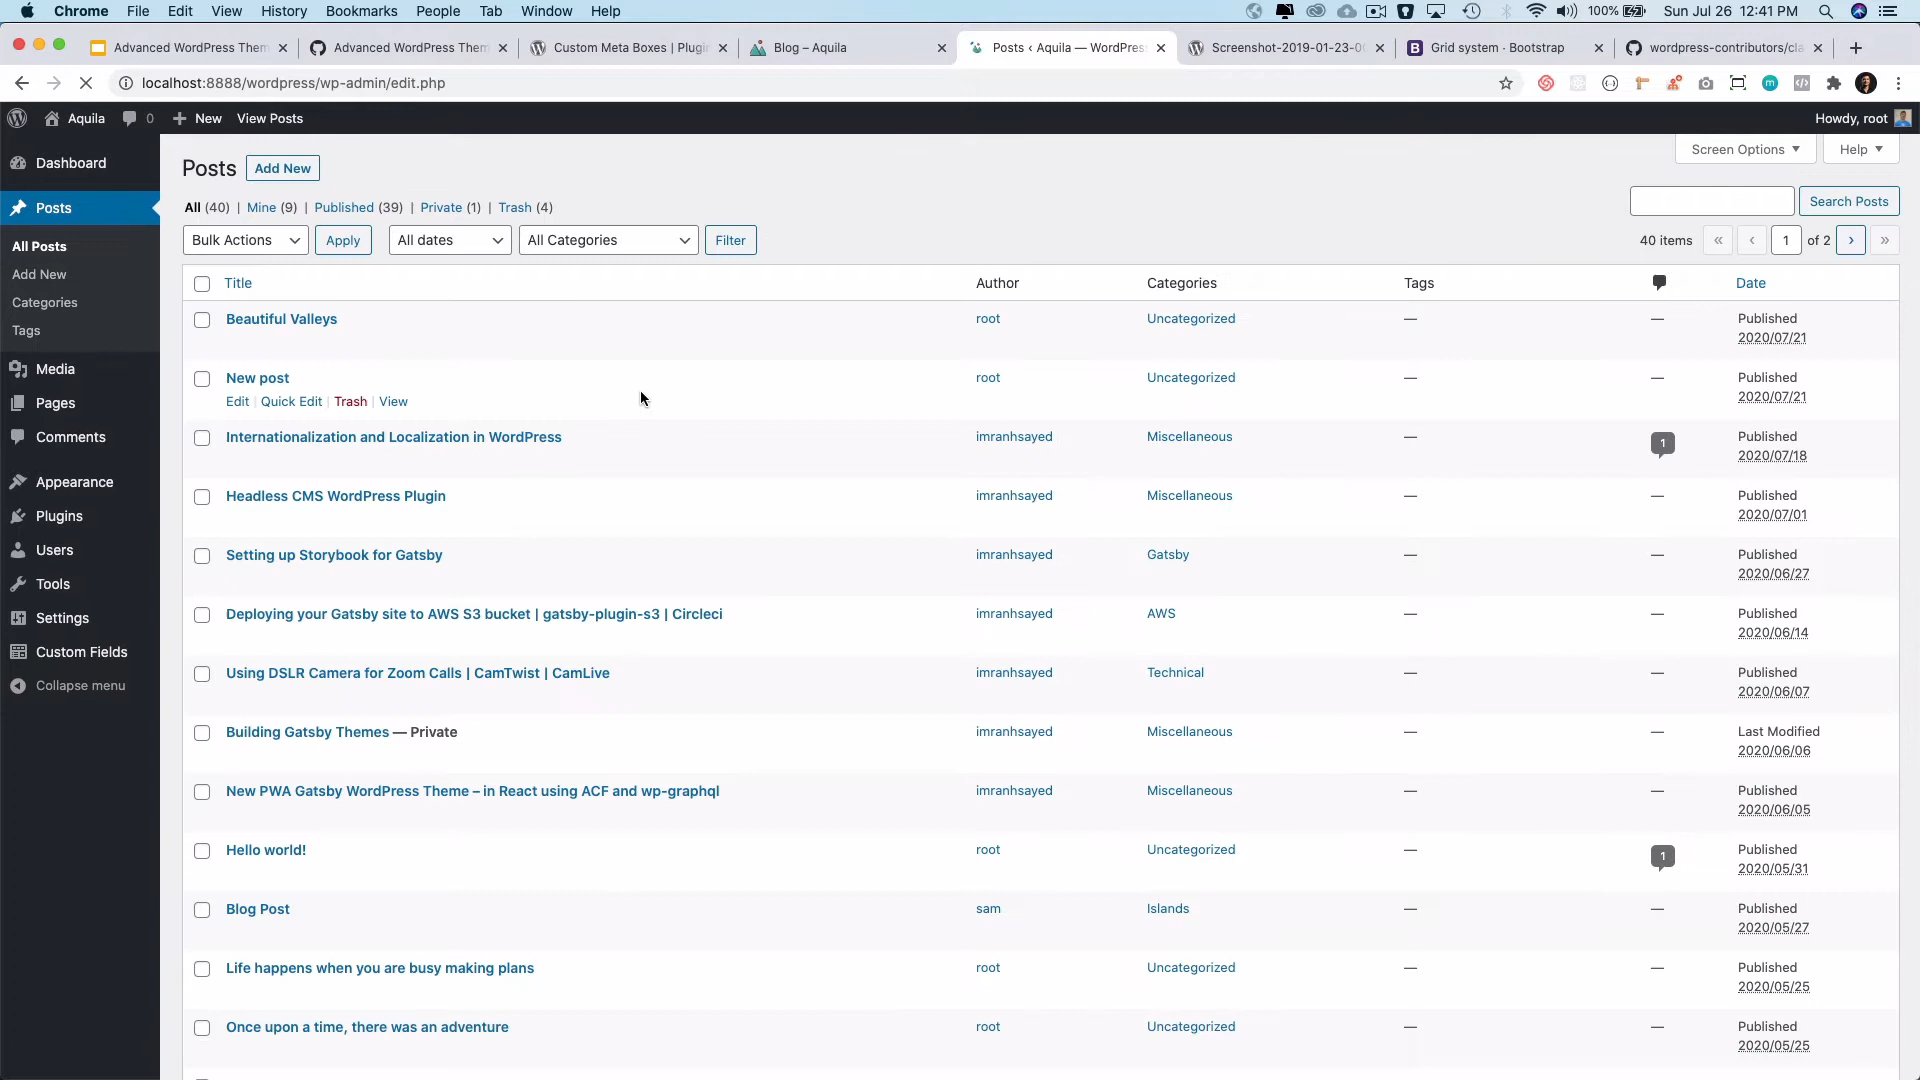 Chrome File Edit View History Bookmarks People Tab Window Help 100% Sun Jul 26 12:41 PM
Advanced WordPress Them Advanced WordPress Them Custom Meta Boxes | Plugin Blog – Aquila Posts ‹ Aquila — WordPress Screenshot-2019-01-23-0 Grid system · Bootstrap wordpress-contributors/cla
localhost:8888/wordpress/wp-admin/edit.php
Aquila 0 New View Posts Howdy, root
Dashboard
Posts
All Posts
Add New
Categories
Tags
Media
Pages
Comments
Appearance
Plugins
Users
Tools
Settings
Custom Fields
Collapse menu
Screen Options Help
Posts Add New
All (40) | Mine (9) | Published (39) | Private (1) | Trash (4)
Search Posts
Bulk Actions Apply All dates All Categories Filter 40 items « ‹ 1 of 2 › »
Title Author Categories Tags Date
Beautiful Valleys root Uncategorized — — Published
2020/07/21
New post root Uncategorized — — Published
Edit | Quick Edit | Trash | View 2020/07/21
Internationalization and Localization in WordPress imranhsayed Miscellaneous — 1 Published
2020/07/18
Headless CMS WordPress Plugin imranhsayed Miscellaneous — — Published
2020/07/01
Setting up Storybook for Gatsby imranhsayed Gatsby — — Published
2020/06/27
Deploying your Gatsby site to AWS S3 bucket | gatsby-plugin-s3 | Circleci imranhsayed AWS — — Published
2020/06/14
Using DSLR Camera for Zoom Calls | CamTwist | CamLive imranhsayed Technical — — Published
2020/06/07
Building Gatsby Themes — Private imranhsayed Miscellaneous — — Last Modified
2020/06/06
New PWA Gatsby WordPress Theme – in React using ACF and wp-graphql imranhsayed Miscellaneous — — Published
2020/06/05
Hello world! root Uncategorized — 1 Published
2020/05/31
Blog Post sam Islands — — Published
2020/05/27
Life happens when you are busy making plans root Uncategorized — — Published
2020/05/25
Once upon a time, there was an adventure root Uncategorized — — Published
2020/05/25